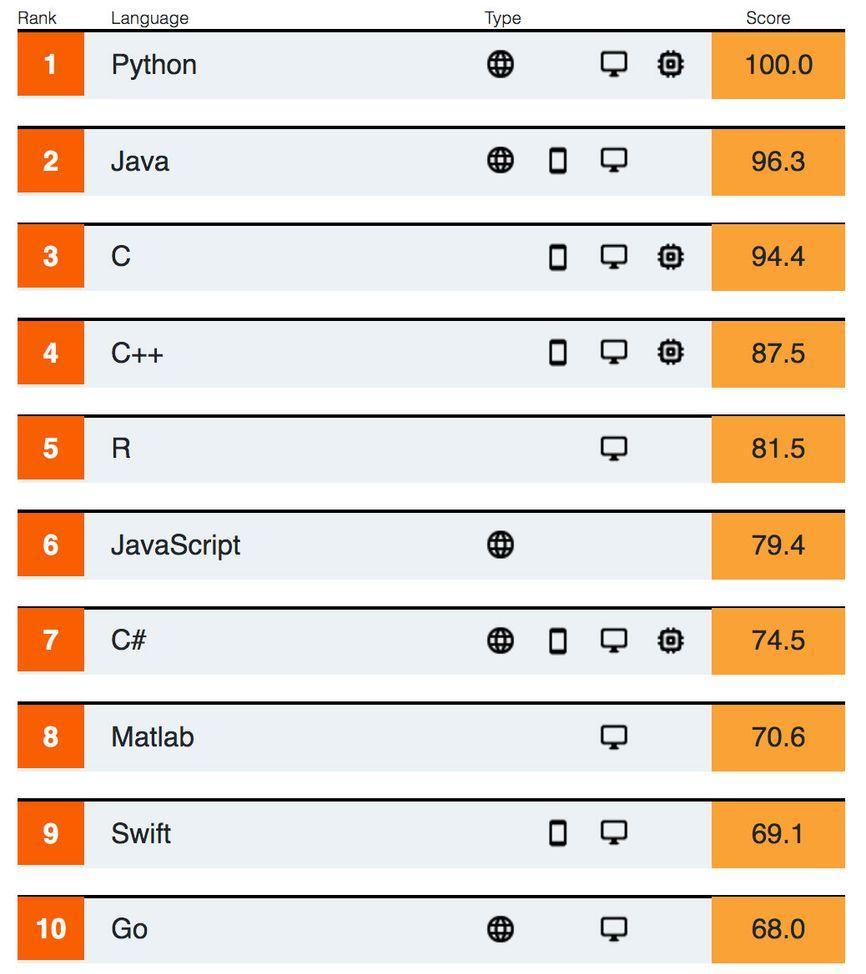 Rank Language Type Score
1 Python 100.0
2 Java 96.3
3 C 94.4
4 C++ 87.5
5 R 81.5
6 JavaScript 79.4
7 C# 74.5
8 Matlab 70.6
9 Swift 69.1
10 Go 68.0